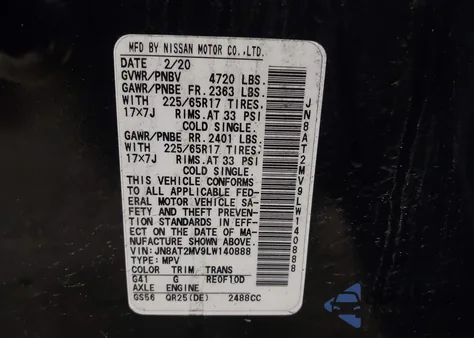 MFD BY NISSAN MOTOR CO.,LTD.
DATE 2/20
GVWR/PNBV 4720 LBS.
GAWR/PNBE FR.2363 LBS.
WITH 225/65R17 TIRES,
17×7J RIMS.AT 33 PSI
COLD SINGLE.
GAWR/PNBE RR.2401 LBS.
WITH 225/65R17 TIRES,
17×7J RIMS.AT 33 PSI
COLD SINGLE.
THIS VEHICLE CONFORMS
TO ALL APPLICABLE FED-
ERAL MOTOR VEHICLE SA-
FETY AND THEFT PREVEN-
TION STANDARDS IN EFF-
ECT ON THE DATE OF MA-
NUFACTURE SHOWN ABOVE.
VIN:JN8AT2MV9LW140888
TYPE: MPV
COLOR TRIM TRANS
G41 G RE0F10D
AXLE ENGINE
GS56 QR25(DE) 2488CC
JN8AT2MV9LW140888